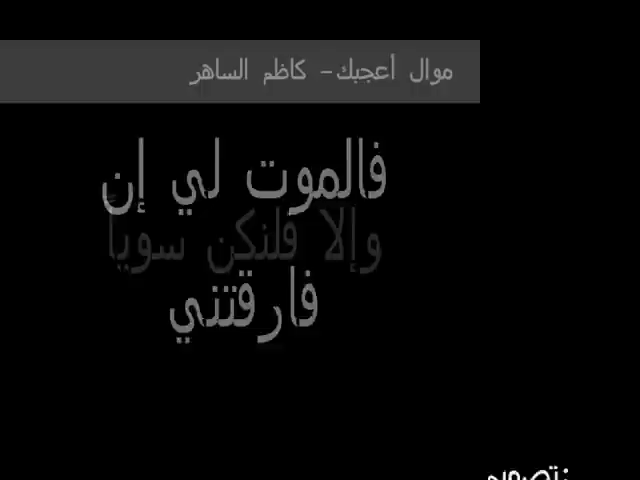 موال أعجبك- كاظم الساهر
فالموت لي إن
وإلا فلنكن سوياً
فارقتني